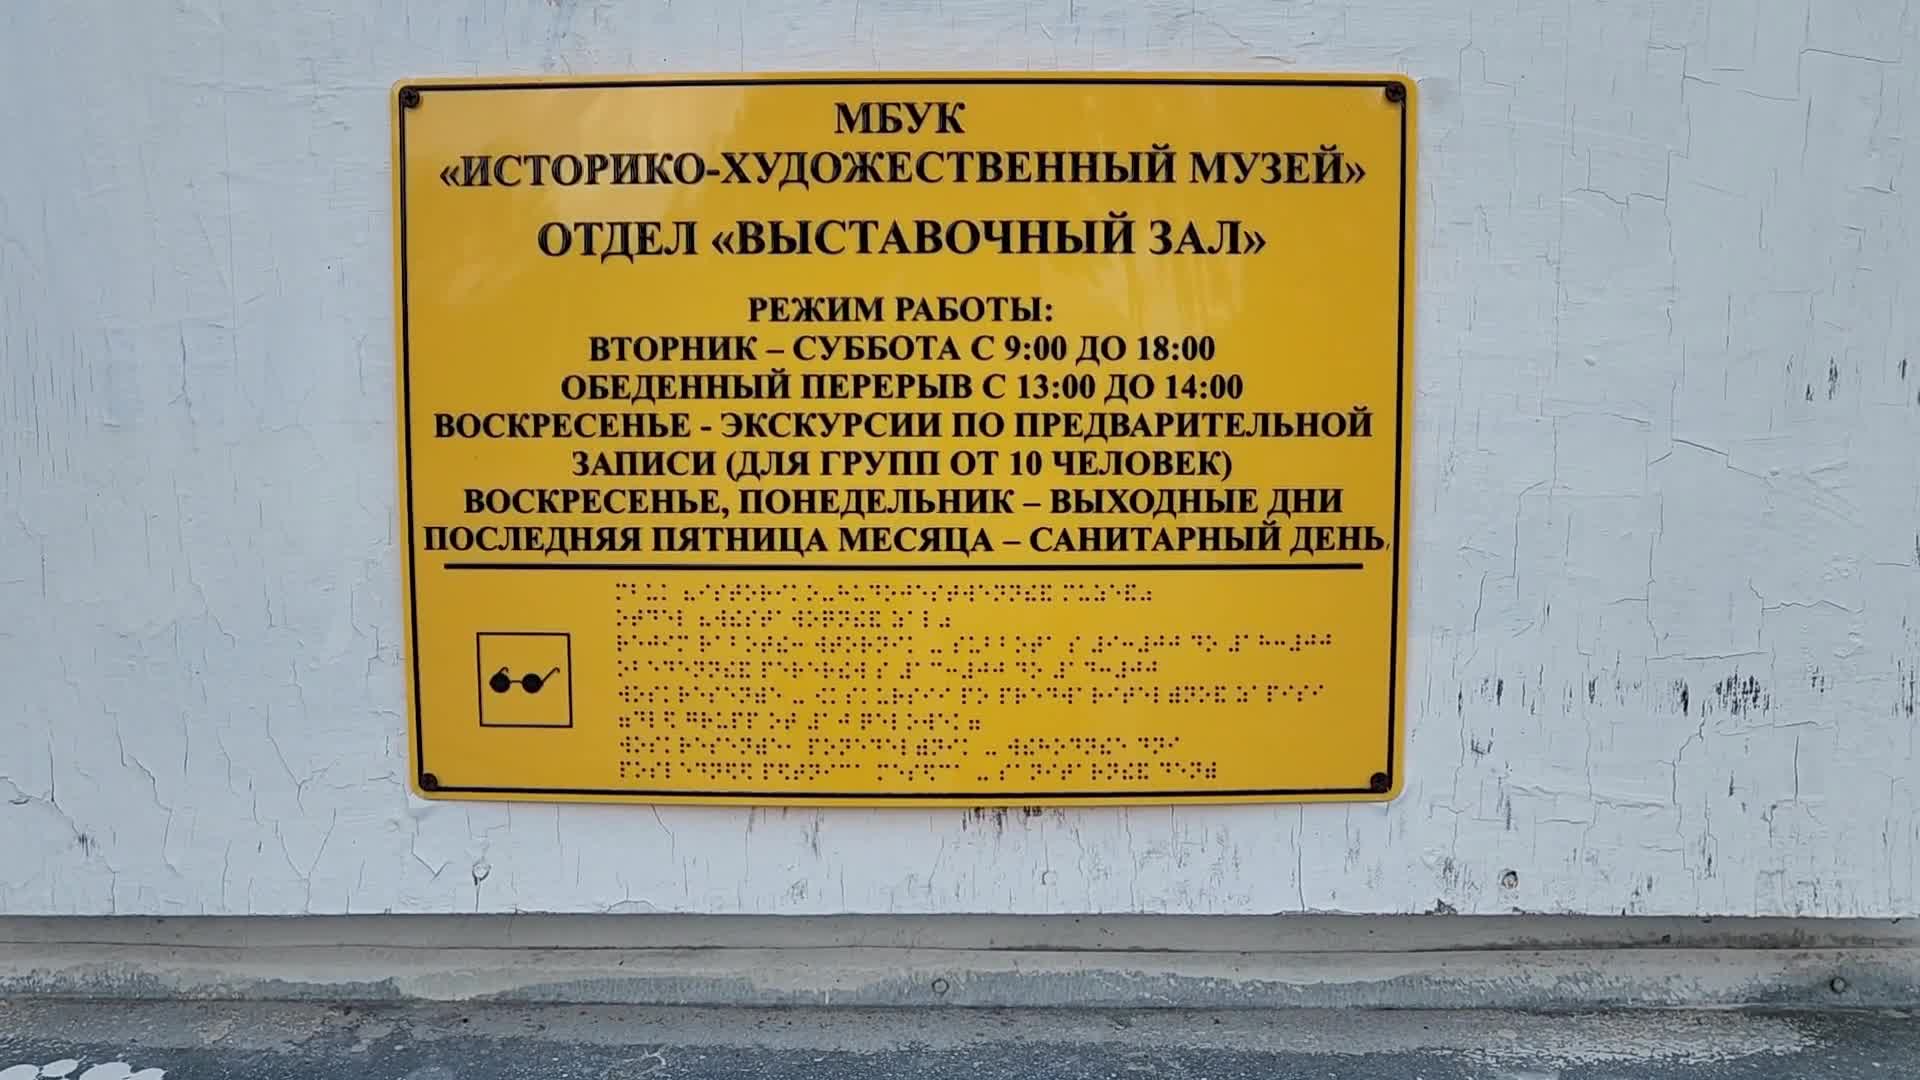 МБУК
«ИСТОРИКО-ХУДОЖЕСТВЕННЫЙ МУЗЕЙ»
ОТДЕЛ «ВЫСТАВОЧНЫЙ ЗАЛ»
РЕЖИМ РАБОТЫ:
ВТОРНИК – СУББОТА С 9:00 ДО 18:00
ОБЕДЕННЫЙ ПЕРЕРЫВ С 13:00 ДО 14:00
ВОСКРЕСЕНЬЕ - ЭКСКУРСИИ ПО ПРЕДВАРИТЕЛЬНОЙ
ЗАПИСИ (ДЛЯ ГРУПП ОТ 10 ЧЕЛОВЕК)
ВОСКРЕСЕНЬЕ, ПОНЕДЕЛЬНИК – ВЫХОДНЫЕ ДНИ
ПОСЛЕДНЯЯ ПЯТНИЦА МЕСЯЦА – САНИТАРНЫЙ ДЕНЬ